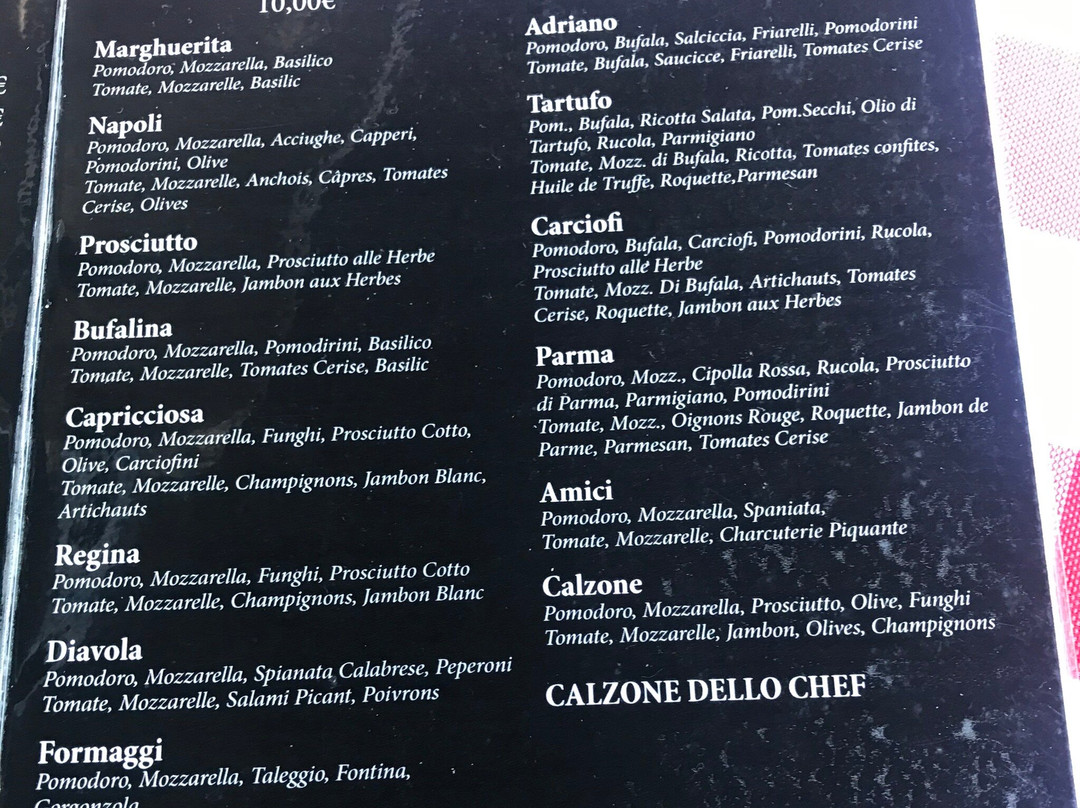 10,00€
Marghuerita
Pomodoro, Mozzarella, Basilico
Tomate, Mozzarelle, Basilic
Napoli
Pomodoro, Mozzarella, Acciughe, Capperi,
Pomodorini, Olive
Tomate, Mozzarelle, Anchois, Câpres, Tomates
Cerise, Olives
Prosciutto
Pomodoro, Mozzarella, Prosciutto alle Herbe
Tomate, Mozzarelle, Jambon aux Herbes
Bufalina
Pomodoro, Mozzarella, Pomodirini, Basilico
Tomate, Mozzarelle, Tomates Cerise, Basilic
Capricciosa
Pomodoro, Mozzarella, Funghi, Prosciutto Cotto,
Olive, Carciofini
Tomate, Mozzarelle, Champignons, Jambon Blanc,
Artichauts
Regina
Pomodoro, Mozzarella, Funghi, Prosciutto Cotto
Tomate, Mozzarelle, Champignons, Jambon Blanc
Diavola
Pomodoro, Mozzarella, Spianata Calabrese, Peperoni
Tomate, Mozzarelle, Salami Picant, Poivrons
Formaggi
Pomodoro, Mozzarella, Taleggio, Fontina,
Gorgonzola
Adriano
Pomodoro, Bufala, Salciccia, Friarelli, Pomodorini
Tomate, Bufala, Saucicce, Friarelli, Tomates Cerise
Tartufo
Pom., Bufala, Ricotta Salata, Pom.Secchi, Olio di
Tartufo, Rucola, Parmigiano
Tomate, Mozz. di Bufala, Ricotta, Tomates confites,
Huile de Truffe, Roquette,Parmesan
Carciofi
Pomodoro, Bufala, Carciofi, Pomodorini, Rucola,
Prosciutto alle Herbe
Tomate, Mozz. Di Bufala, Artichauts, Tomates
Cerise, Roquette, Jambon aux Herbes
Parma
Pomodoro, Mozz., Cipolla Rossa, Rucola, Prosciutto
di Parma, Parmigiano, Pomodirini
Tomate, Mozz., Oignons Rouge, Roquette, Jambon de
Parme, Parmesan, Tomates Cerise
Amici
Pomodoro, Mozzarella, Spaniata,
Tomate, Mozzarelle, Charcuterie Piquante
Calzone
Pomodoro, Mozzarella, Prosciutto, Olive, Funghi
Tomate, Mozzarelle, Jambon, Olives, Champignons
CALZONE DELLO CHEF